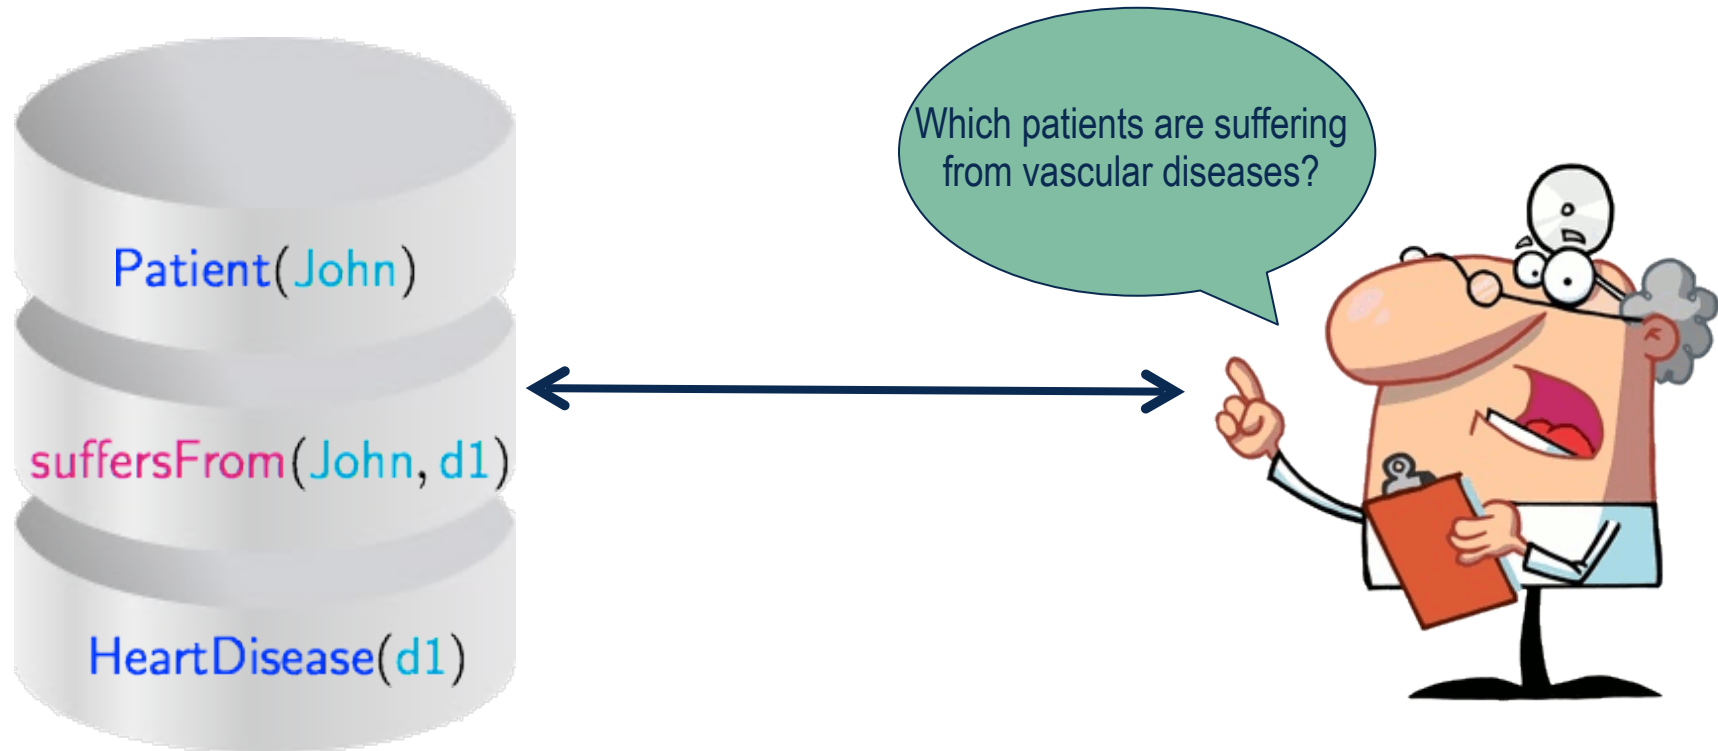 Patient(John)
suffersFrom(John, d1)
HeartDisease(d1)
Which patients are suffering
from vascular diseases?